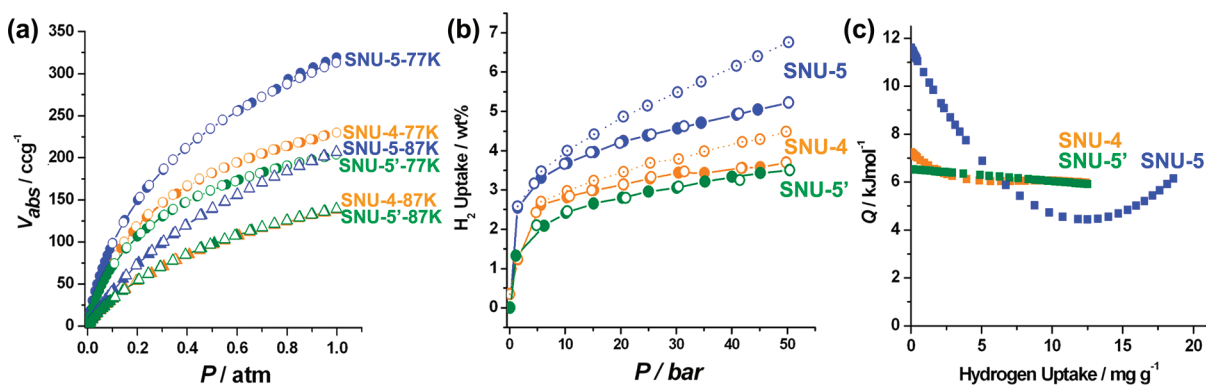 (a)
350
300
250
200
150
100
50
0
V_abs / ccg⁻¹
0.0 0.2 0.4 0.6 0.8 1.0
P / atm
SNU-5-77K
SNU-4-77K
SNU-5-87K
SNU-5'-77K
SNU-4-87K
SNU-5'-87K
(b)
7
6
5
4
3
2
1
0
H₂ Uptake / wt%
0 10 20 30 40 50
P / bar
SNU-5
SNU-4
SNU-5'
(c)
12
10
8
6
4
2
0
Q / kJmol⁻¹
0 5 10 15 20
Hydrogen Uptake / mg g⁻¹
SNU-4
SNU-5'
SNU-5